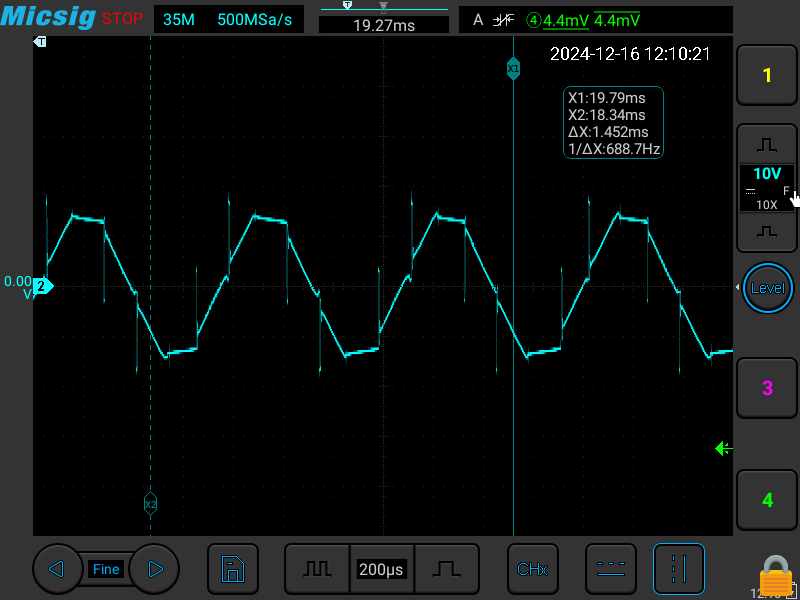 Micsig STOP 35M 500MSa/s T 19.27ms A 4 4.4mV 4.4mV
T
2024-12-16 12:10:21
X1
1
X1:19.79ms
X2:18.34ms
ΔX:1.452ms
1/ΔX:688.7Hz
10V
F
10X
0.00
V
2
Level
3
X2
4
Fine
200µs
CHx